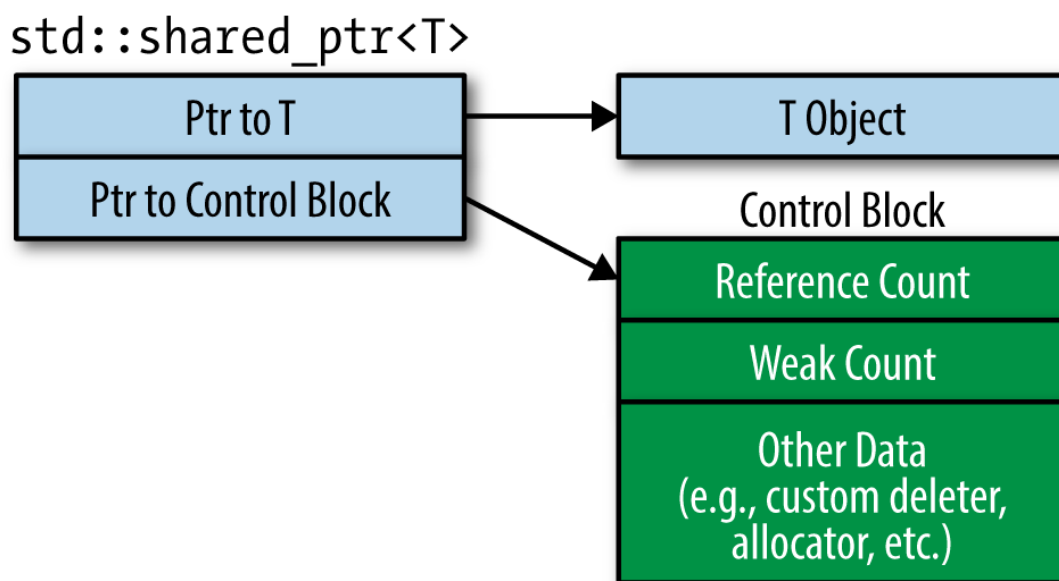 std::shared_ptr<T>
Ptr to T
T Object
Ptr to Control Block
Control Block
Reference Count
Weak Count
Other Data
(e.g., custom deleter,
allocator, etc.)